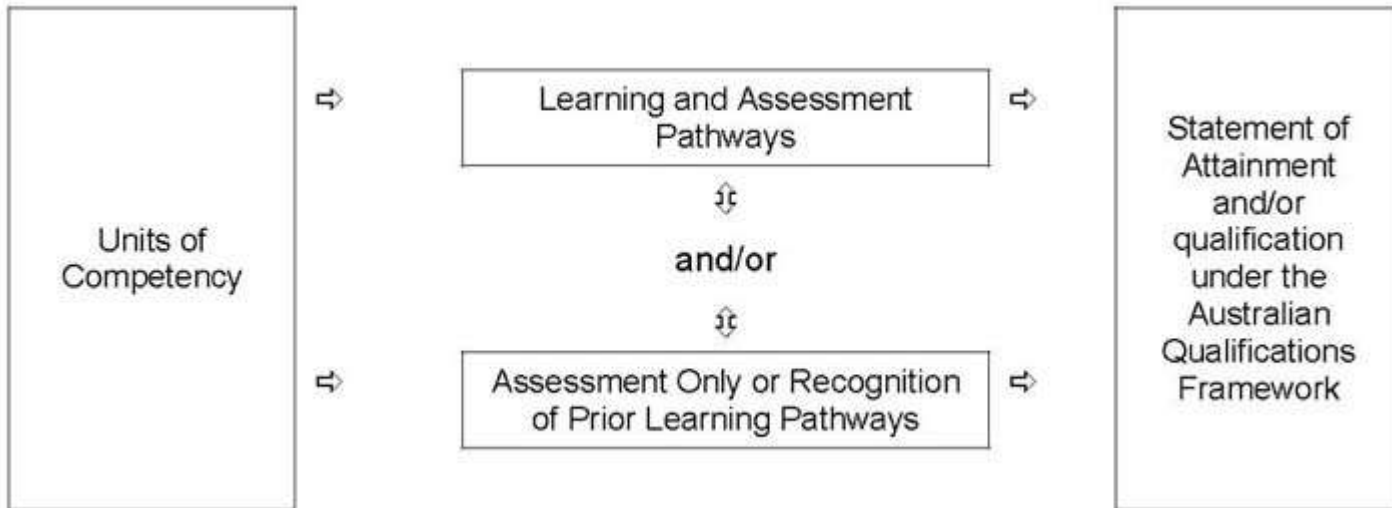 Units of
Competency
Learning and Assessment
Pathways
and/or
Assessment Only or Recognition
of Prior Learning Pathways
Statement of
Attainment
and/or
qualification
under the
Australian
Qualifications
Framework